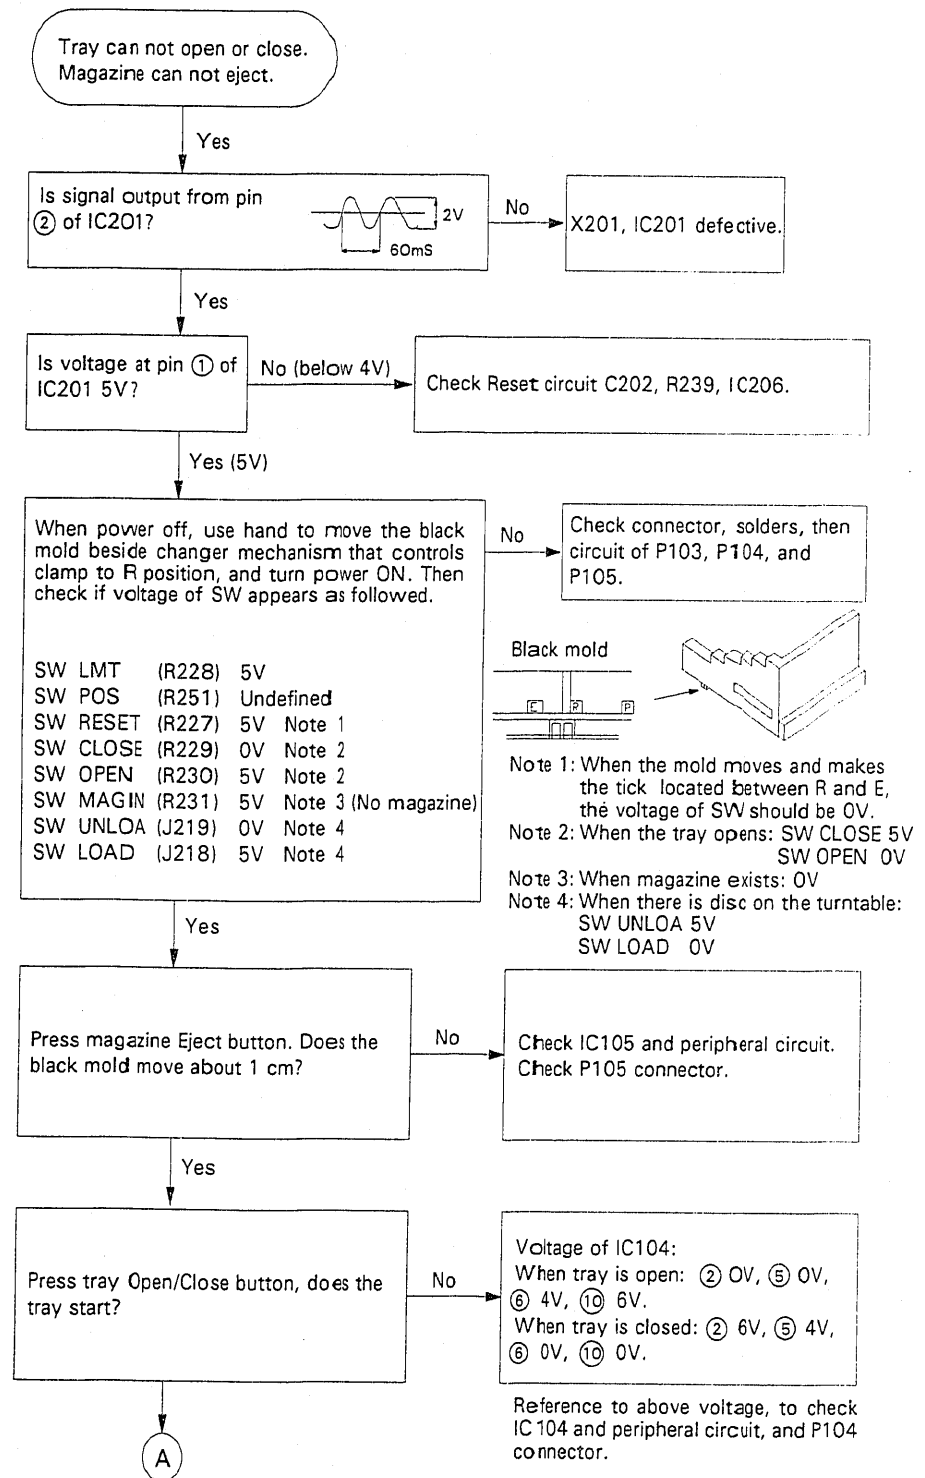 Tray can not open or close.
Magazine can not eject.
Yes
Is signal output from pin
② of IC201?
2V
60mS
No
X201, IC201 defective.
Yes
Is voltage at pin ① of
IC201 5V?
No (below 4V)
Check Reset circuit C202, R239, IC206.
Yes (5V)
When power off, use hand to move the black
mold beside changer mechanism that controls
clamp to R position, and turn power ON. Then
check if voltage of SW appears as followed.
SW LMT (R228) 5V
SW POS (R251) Undefined
SW RESET (R227) 5V Note 1
SW CLOSE (R229) 0V Note 2
SW OPEN (R230) 5V Note 2
SW MAGIN (R231) 5V Note 3 (No magazine)
SW UNLOA (J219) 0V Note 4
SW LOAD (J218) 5V Note 4
No
Check connector, solders, then
circuit of P103, P104, and
P105.
Black mold
E R P
Note 1: When the mold moves and makes
the tick located between R and E,
the voltage of SW should be 0V.
Note 2: When the tray opens: SW CLOSE 5V
SW OPEN 0V
Note 3: When magazine exists: 0V
Note 4: When there is disc on the turntable:
SW UNLOA 5V
SW LOAD 0V
Yes
Press magazine Eject button. Does the
black mold move about 1 cm?
No
Check IC105 and peripheral circuit.
Check P105 connector.
Yes
Press tray Open/Close button, does the
tray start?
No
Voltage of IC104:
When tray is open: ② 0V, ⑤ 0V,
⑥ 4V, ⑩ 6V.
When tray is closed: ② 6V, ⑤ 4V,
⑥ 0V, ⑩ 0V.
Reference to above voltage, to check
IC104 and peripheral circuit, and P104
connector.
A